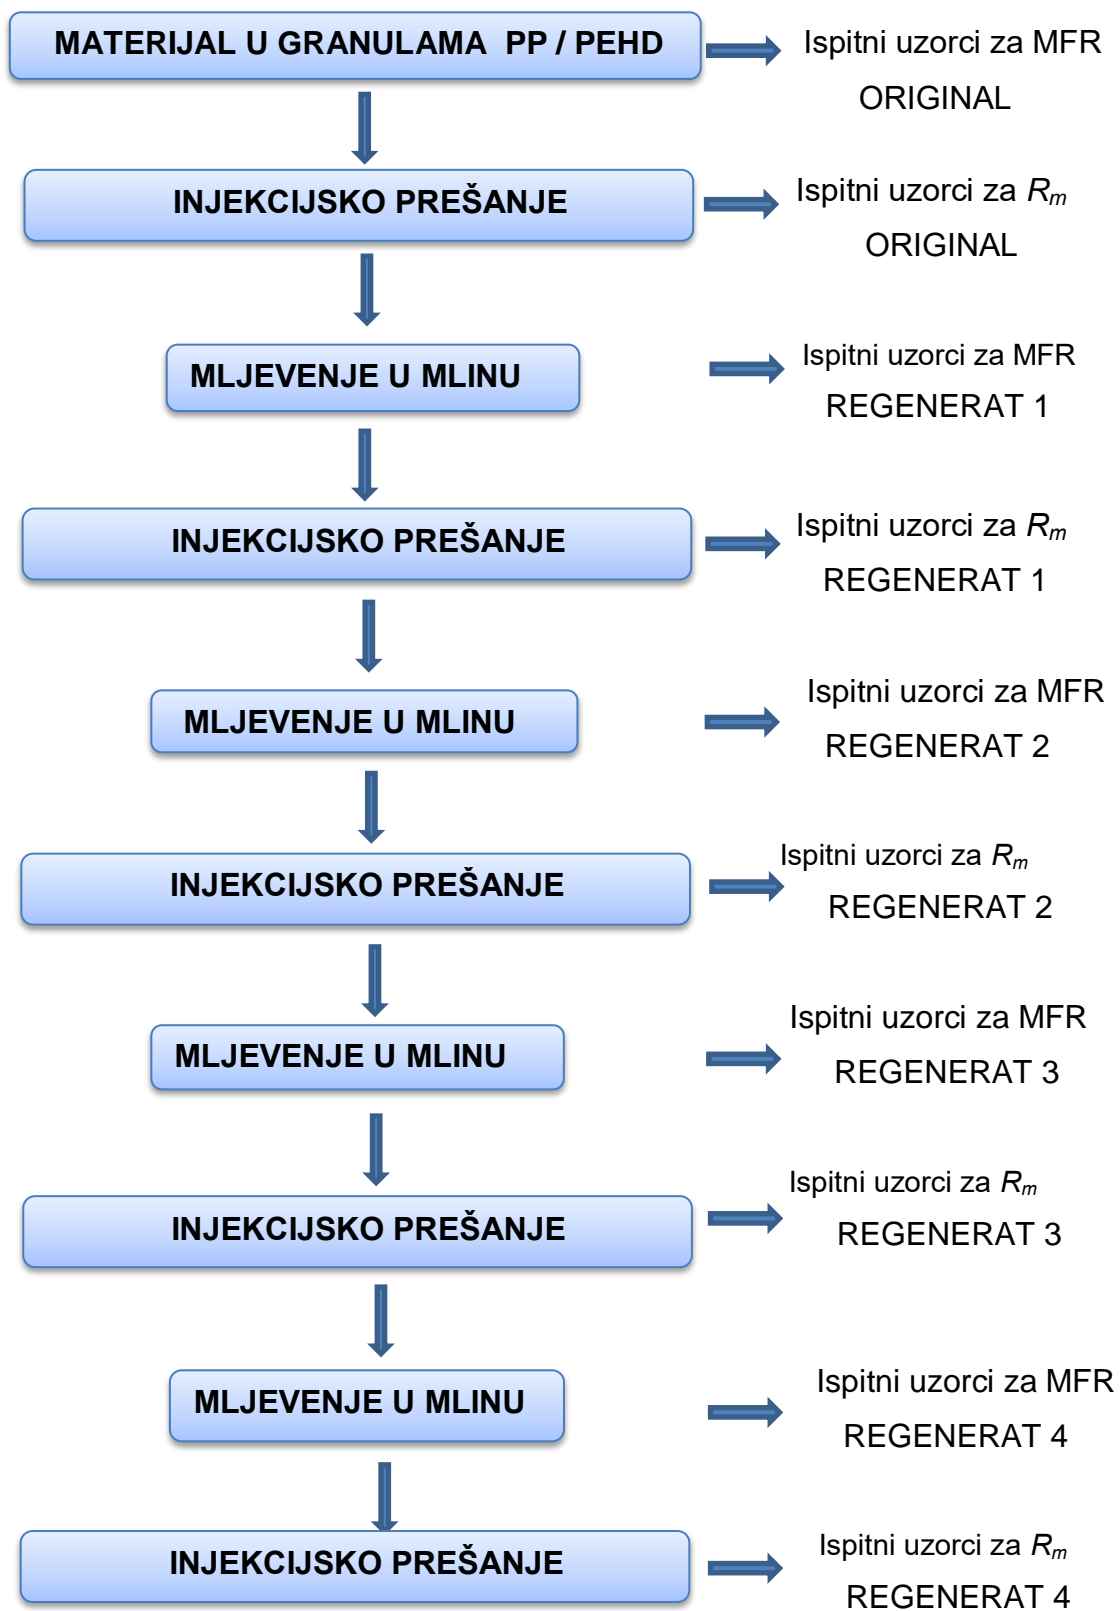 MATERIJAL U GRANULAMA PP / PEHD
Ispitni uzorci za MFR
ORIGINAL
INJEKCIJSKO PREŠANJE
Ispitni uzorci za Rm
ORIGINAL
MLJEVENJE U MLINU
Ispitni uzorci za MFR
REGENERAT 1
INJEKCIJSKO PREŠANJE
Ispitni uzorci za Rm
REGENERAT 1
MLJEVENJE U MLINU
Ispitni uzorci za MFR
REGENERAT 2
INJEKCIJSKO PREŠANJE
Ispitni uzorci za Rm
REGENERAT 2
MLJEVENJE U MLINU
Ispitni uzorci za MFR
REGENERAT 3
INJEKCIJSKO PREŠANJE
Ispitni uzorci za Rm
REGENERAT 3
MLJEVENJE U MLINU
Ispitni uzorci za MFR
REGENERAT 4
INJEKCIJSKO PREŠANJE
Ispitni uzorci za Rm
REGENERAT 4